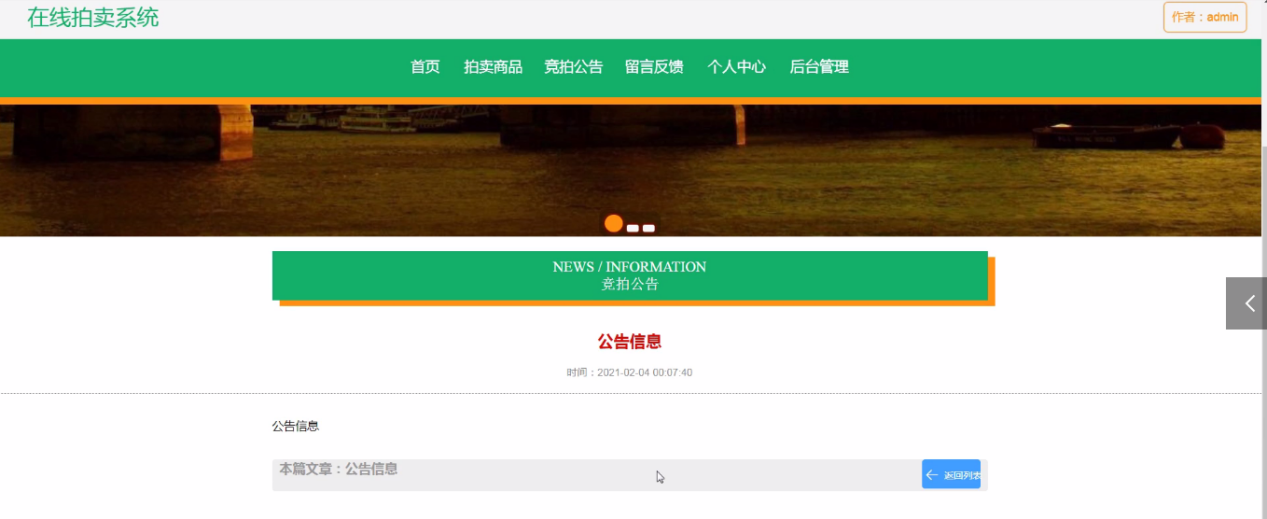 在线拍卖系统
作者：admin
首页 拍卖商品 竞拍公告 留言反馈 个人中心 后台管理
NEWS / INFORMATION
竞拍公告
公告信息
时间：2021-02-04 00:07:40
公告信息
本篇文章：公告信息
返回列表